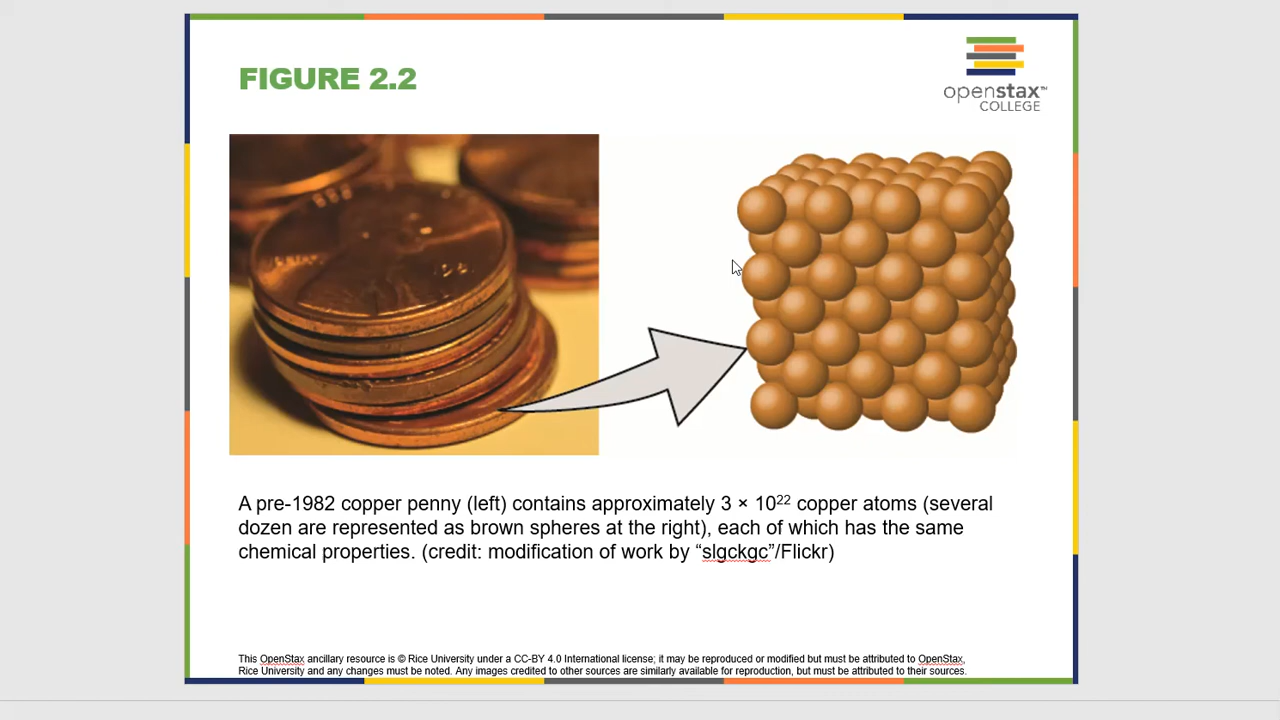 FIGURE 2.2
openstax™
COLLEGE
A pre-1982 copper penny (left) contains approximately 3 × 10²² copper atoms (several
dozen are represented as brown spheres at the right), each of which has the same
chemical properties. (credit: modification of work by “slgckgc”/Flickr)
This OpenStax ancillary resource is © Rice University under a CC-BY 4.0 International license; it may be reproduced or modified but must be attributed to OpenStax,
Rice University and any changes must be noted. Any images credited to other sources are similarly available for reproduction, but must be attributed to their sources.